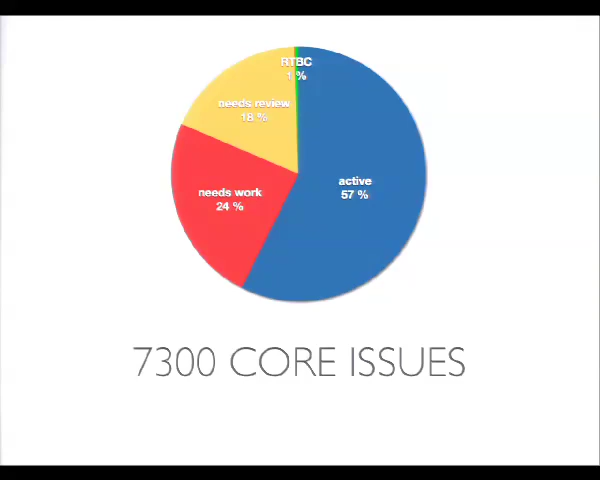 RTBC
1 %
needs review
18 %
active
57 %
needs work
24 %
7300 CORE ISSUES